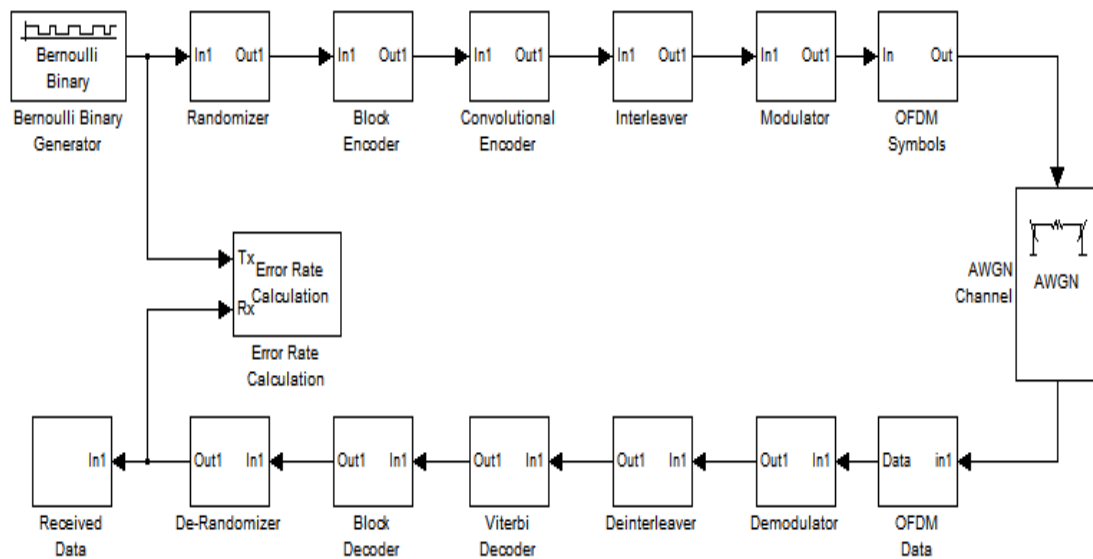 Bernoulli
Binary
In1 Out1
In1 Out1
In1 Out1
In1 Out1
In1 Out1
In Out
Bernoulli Binary
Generator
Randomizer
Block
Encoder
Convolutional
Encoder
Interleaver
Modulator
OFDM
Symbols
Tx
Error Rate
Calculation
Rx
Error Rate
Calculation
AWGN
Channel
AWGN
In1
Out1 In1
Out1 In1
Out1 In1
Out1 In1
Out1 In1
Data in1
Received
Data
De-Randomizer
Block
Decoder
Viterbi
Decoder
Deinterleaver
Demodulator
OFDM
Data